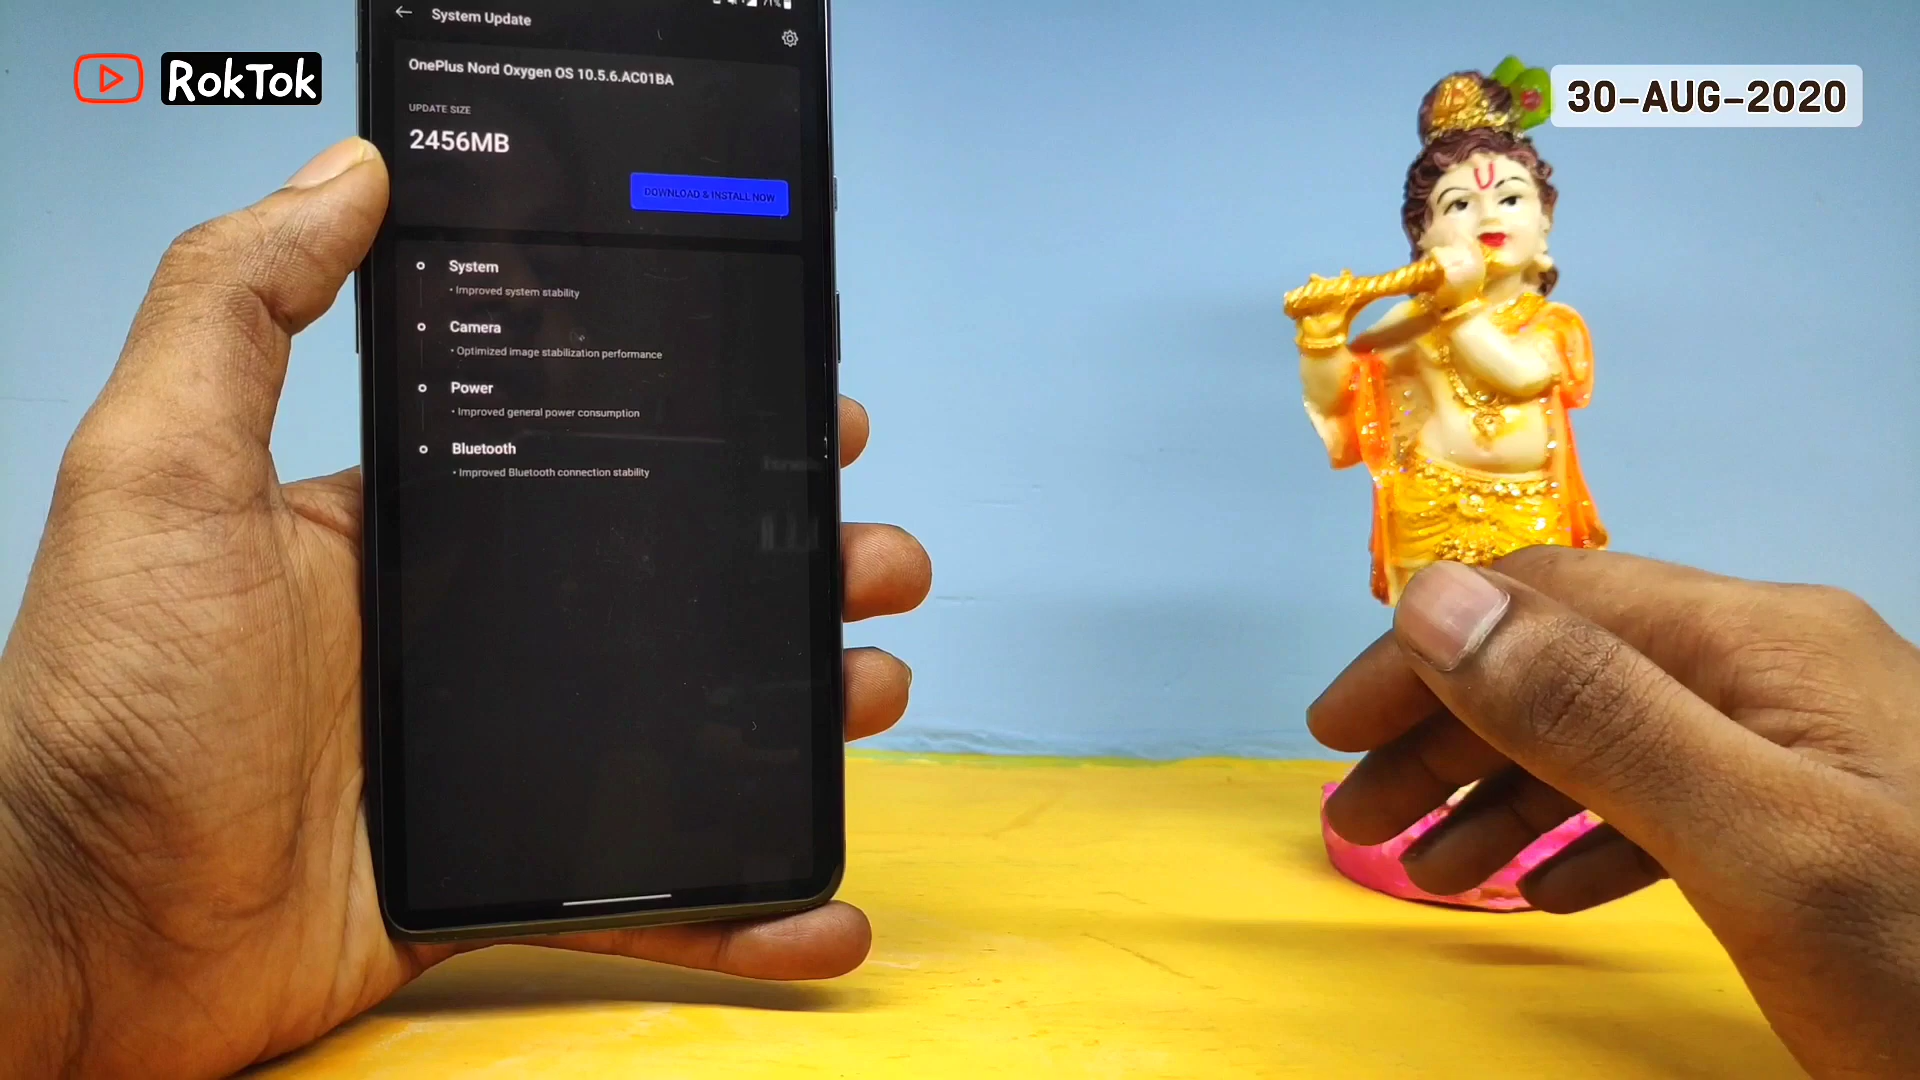 RokTok
30-AUG-2020
71%
System Update
OnePlus Nord Oxygen OS 10.5.6.AC01BA
UPDATE SIZE
2456MB
DOWNLOAD & INSTALL NOW
System
• Improved system stability
Camera
• Optimized image stabilization performance
Power
• Improved general power consumption
Bluetooth
• Improved Bluetooth connection stability